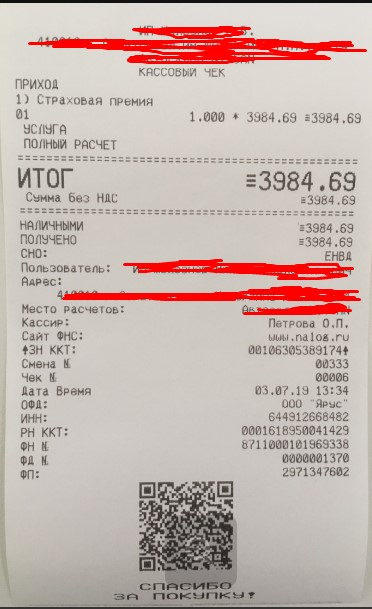 КАССОВЫЙ ЧЕК
ПРИХОД
1) Страховая премия
01 1.000 * 3984.69 ≡3984.69
УСЛУГА
ПОЛНЫЙ РАСЧЕТ
ИТОГ ≡3984.69
Сумма без НДС ≡3984.69
НАЛИЧНЫМИ ≡3984.69
ПОЛУЧЕНО ≡3984.69
СНО: ЕНВД
Пользователь:
Адрес:
Место расчетов:
Кассир: Петрова О.П.
Сайт ФНС: www.nalog.ru
ЗН ККТ: 00106305389174
Смена № 00333
Чек № 00006
Дата Время 03.07.19 13:34
ОФД: ООО "Ярус"
ИНН: 644912668482
РН ККТ: 0001618950041429
ФН № 8711000101969338
ФД № 0000001370
ФП: 2971347602
СПАСИБО
ЗА ПОКУПКУ!